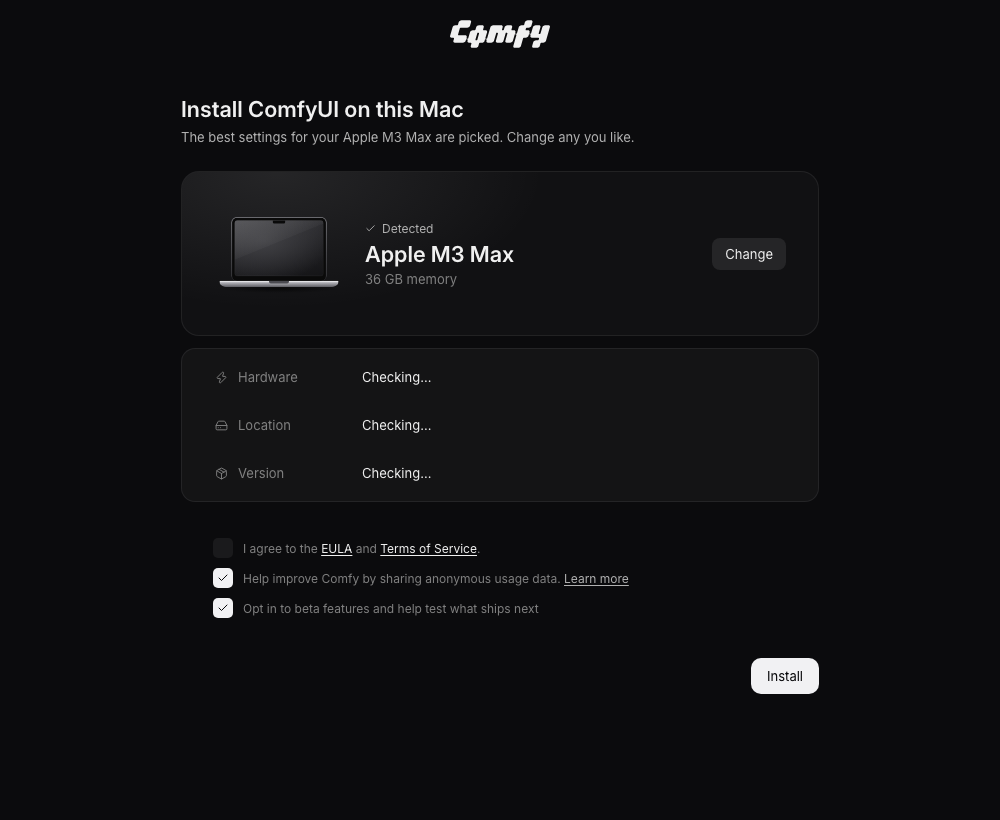 Comfy
Install ComfyUI on this Mac
The best settings for your Apple M3 Max are picked. Change any you like.
Detected
Apple M3 Max
36 GB memory
Change
Hardware Checking...
Location Checking...
Version Checking...
I agree to the EULA and Terms of Service.
Help improve Comfy by sharing anonymous usage data. Learn more
Opt in to beta features and help test what ships next
Install